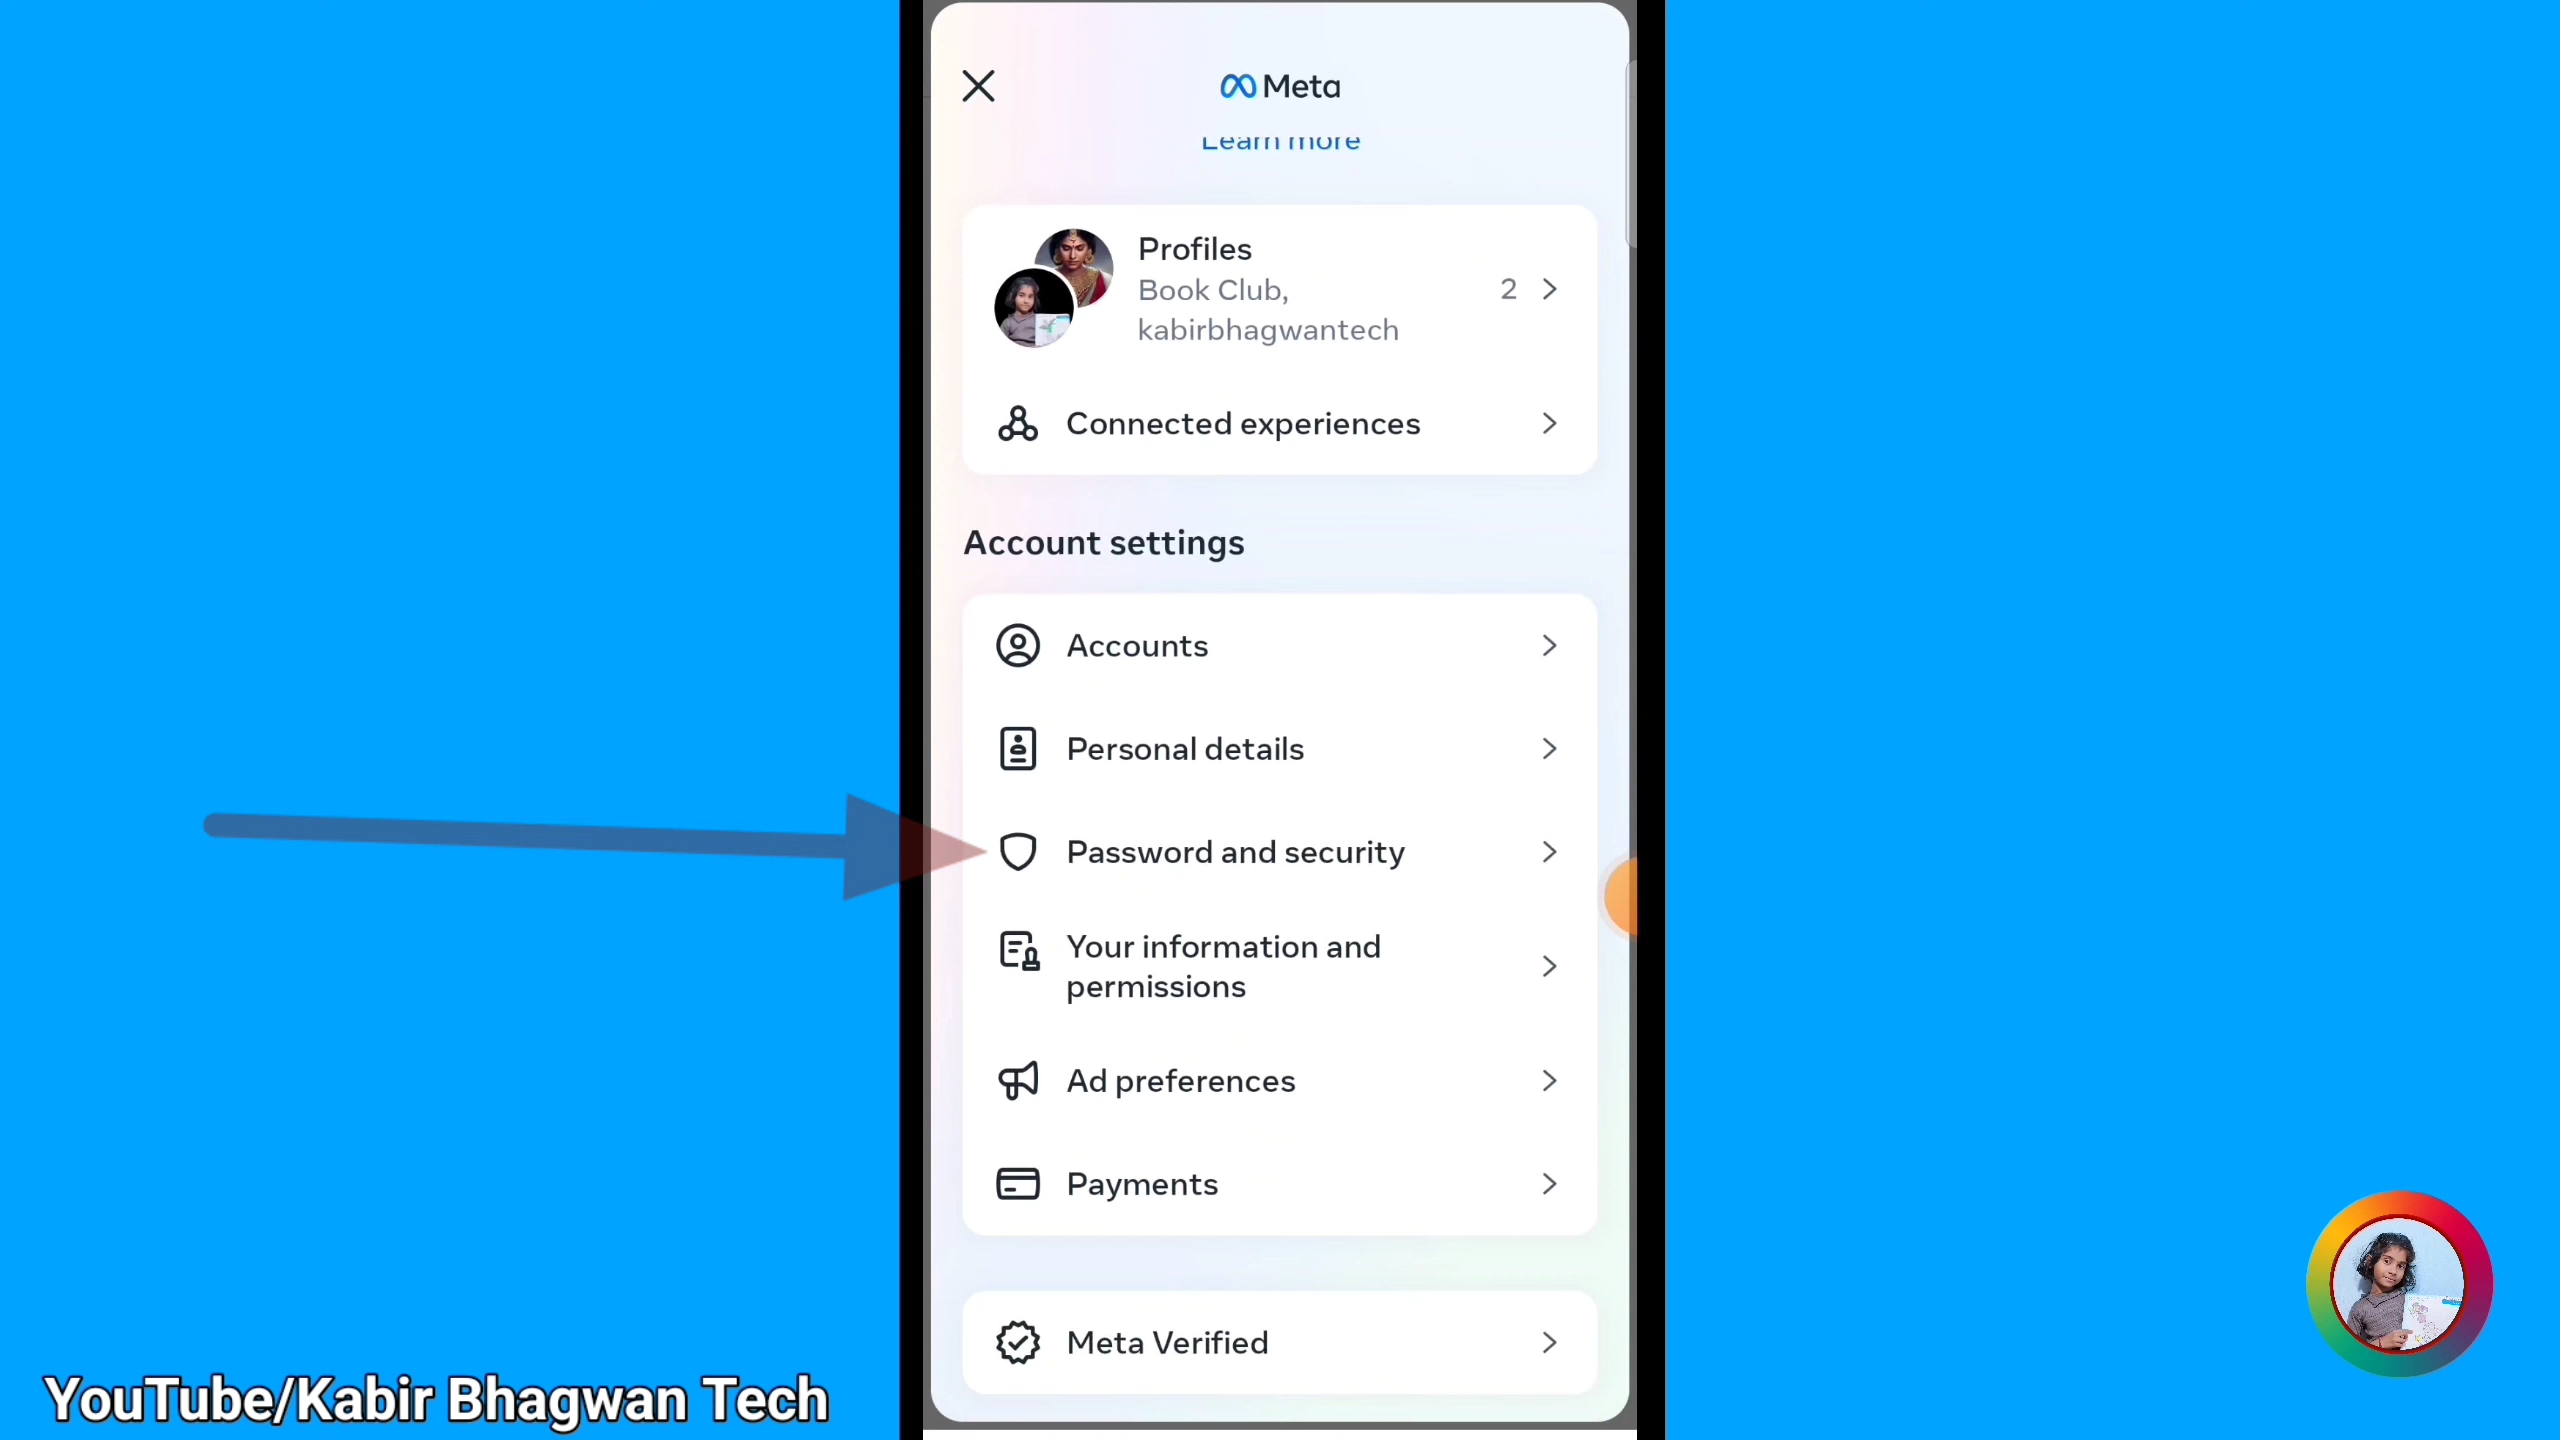 Meta
Learn more
Profiles
Book Club,
kabirbhagwantech
2
Connected experiences
Account settings
Accounts
Personal details
Password and security
Your information and
permissions
Ad preferences
Payments
Meta Verified
YouTube/Kabir Bhagwan Tech